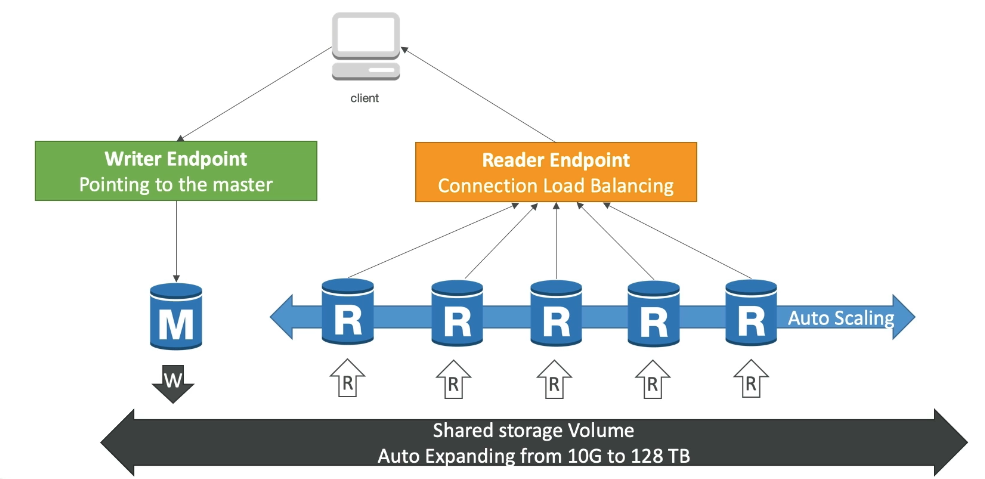 client
Writer Endpoint
Pointing to the master
Reader Endpoint
Connection Load Balancing
M
R
R
R
R
R
Auto Scaling
W
R
R
R
R
R
Shared storage Volume
Auto Expanding from 10G to 128 TB